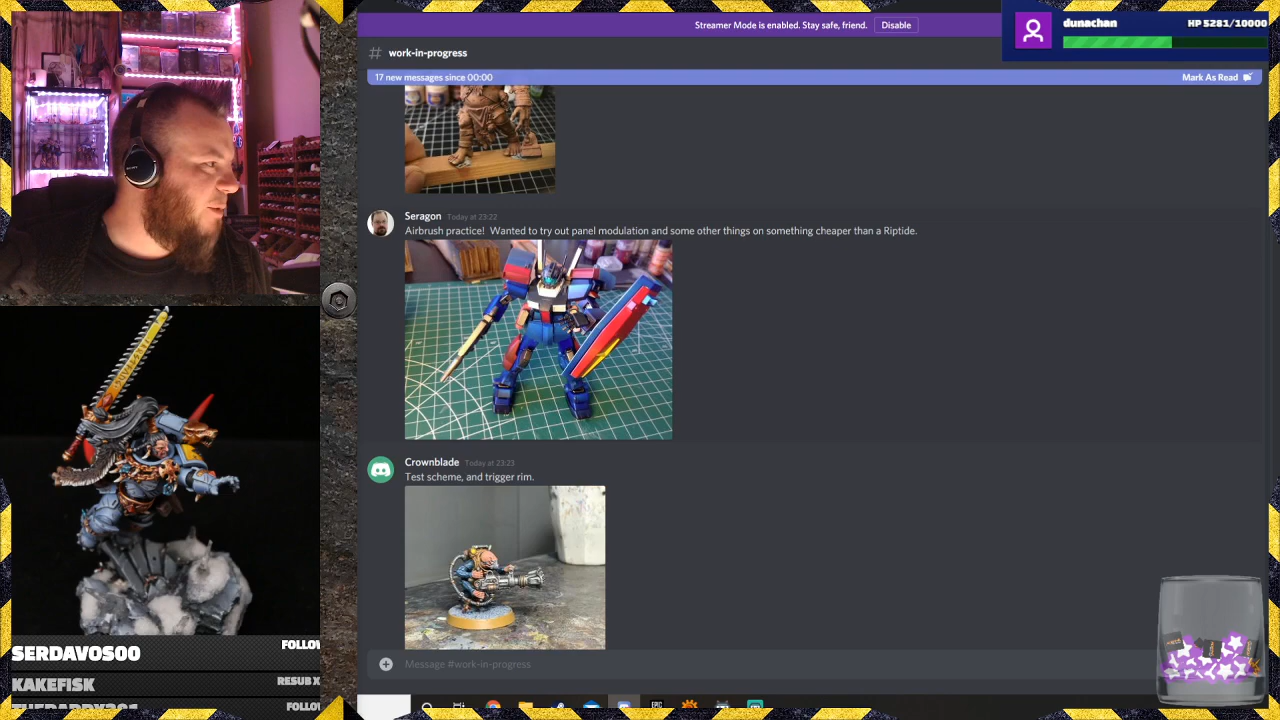 Streamer Mode is enabled. Stay safe, friend. Disable
dunachan HP 5281/10000
# work-in-progress
17 new messages since 00:00 Mark As Read
Seragon Today at 23:22
Airbrush practice! Wanted to try out panel modulation and some other things on something cheaper than a Riptide.
Crownblade Today at 23:23
Test scheme, and trigger rim.
Message #work-in-progress
SERDAVOSOO FOLLOW
KAKEFISK RESUB X